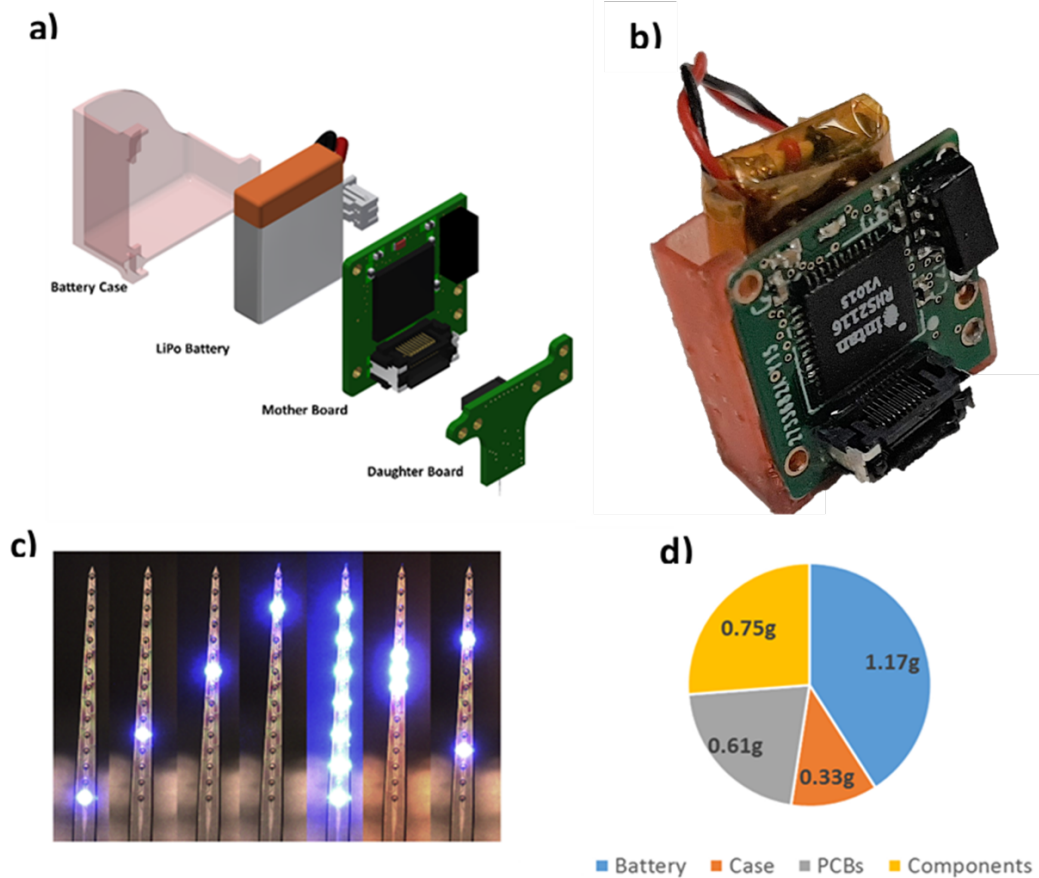 a)
Battery Case
LiPo Battery
Mother Board
Daughter Board
b)
intan
RHS2116
V1015
c)
d)
0.75g
1.17g
0.61g
0.33g
Battery
Case
PCBs
Components